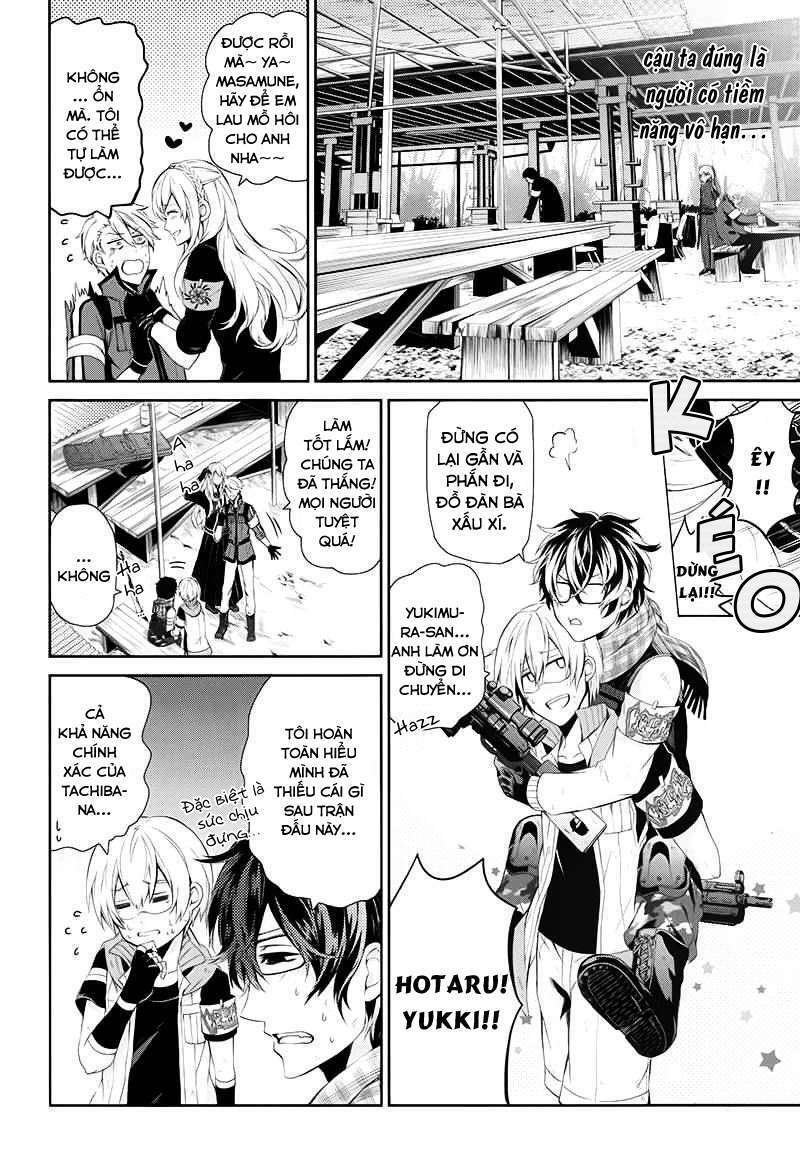 cậu ta đúng là
người có tiềm
năng vô hạn...
ĐƯỢC RỒI
MÀ~ YA~
MASAMUNE,
HÃY ĐỂ EM
LAU MỒ HÔI
CHO ANH
NHA~~
KHÔNG
... ỔN
MÀ. TÔI
CÓ THỂ
TỰ LÀM
ĐƯỢC...
KÉO
ÊY
!!
DỪNG
LẠI!!
ĐỪNG CÓ
LẠI GẦN VÀ
PHẮN ĐI,
ĐỒ ĐÀN BÀ
XẤU XÍ.
YUKIMU-
RA-SAN...
ANH LÀM ƠN
ĐỪNG DI
CHUYỂN...
Hazz
HOTARU!
YUKKI!!
LÀM
TỐT LẮM!
CHÚNG TA
ĐÃ THẮNG!
MỌI NGƯỜI
TUYỆT
QUÁ!
A
ha
ha
Ha
Ha
...
KHÔNG
TÔI HOÀN
TOÀN HIỂU
MÌNH ĐÃ
THIẾU CÁI GÌ
SAU TRẬN
ĐẤU NÀY...
Đặc biệt là
sức chịu
đựng!..
CẢ
KHẢ NĂNG
CHÍNH
XÁC CỦA
TACHIBA-
NA...